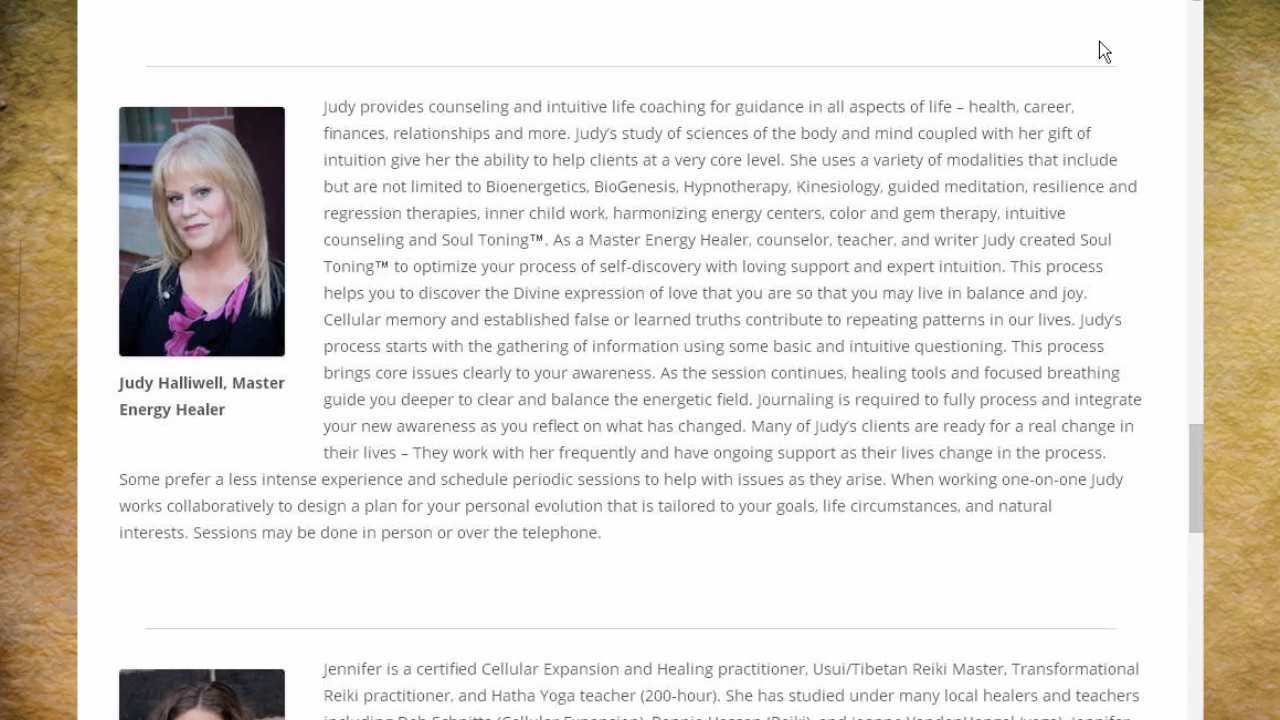 Judy provides counseling and intuitive life coaching for guidance in all aspects of life – health, career,
finances, relationships and more. Judy's study of sciences of the body and mind coupled with her gift of
intuition give her the ability to help clients at a very core level. She uses a variety of modalities that include
but are not limited to Bioenergetics, BioGenesis, Hypnotherapy, Kinesiology, guided meditation, resilience and
regression therapies, inner child work, harmonizing energy centers, color and gem therapy, intuitive
counseling and Soul Toning™. As a Master Energy Healer, counselor, teacher, and writer Judy created Soul
Toning™ to optimize your process of self-discovery with loving support and expert intuition. This process
helps you to discover the Divine expression of love that you are so that you may live in balance and joy.
Cellular memory and established false or learned truths contribute to repeating patterns in our lives. Judy's
process starts with the gathering of information using some basic and intuitive questioning. This process
brings core issues clearly to your awareness. As the session continues, healing tools and focused breathing
guide you deeper to clear and balance the energetic field. Journaling is required to fully process and integrate
your new awareness as you reflect on what has changed. Many of Judy's clients are ready for a real change in
their lives – They work with her frequently and have ongoing support as their lives change in the process.
Some prefer a less intense experience and schedule periodic sessions to help with issues as they arise. When working one-on-one Judy
works collaboratively to design a plan for your personal evolution that is tailored to your goals, life circumstances, and natural
interests. Sessions may be done in person or over the telephone.
Judy Halliwell, Master
Energy Healer
Jennifer is a certified Cellular Expansion and Healing practitioner, Usui/Tibetan Reiki Master, Transformational
Reiki practitioner, and Hatha Yoga teacher (200-hour). She has studied under many local healers and teachers